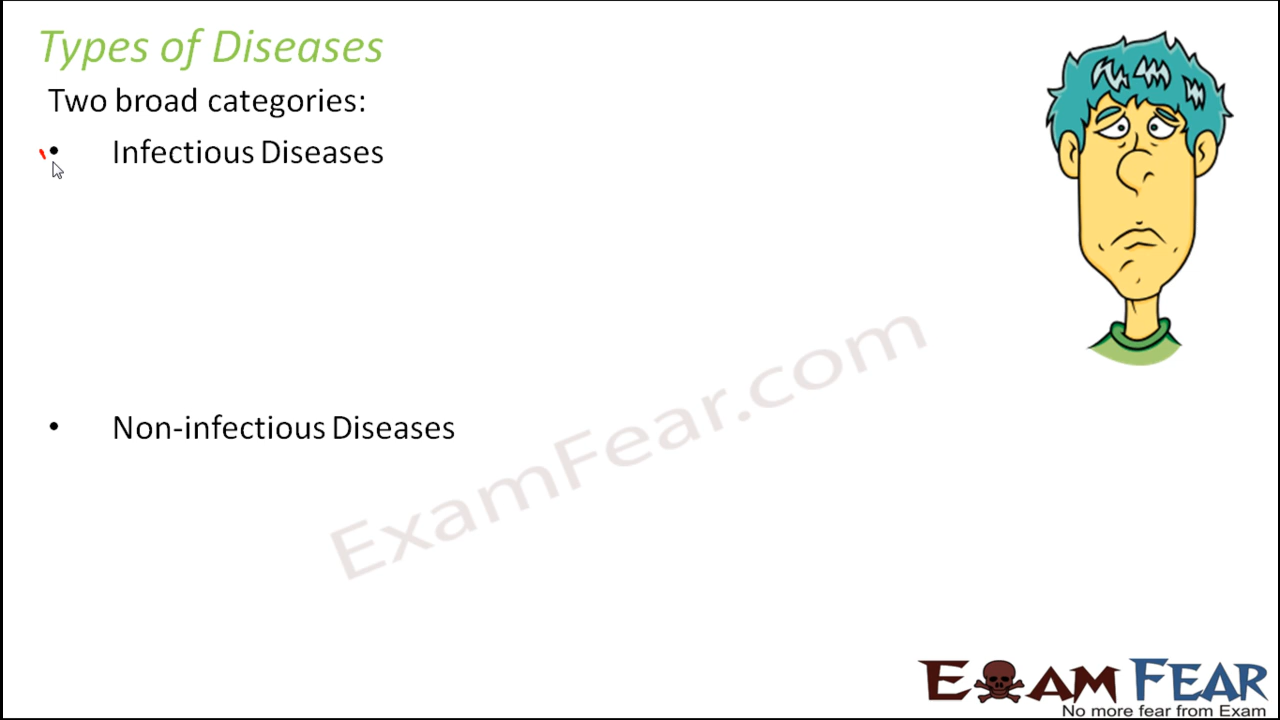 Types of Diseases
Two broad categories:
• Infectious Diseases
• Non-infectious Diseases
ExamFear.com
EXAM FEAR
No more fear from Exam